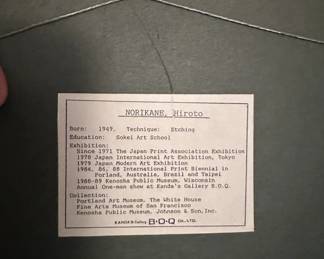 NORIKANE, Hiroto
Born: 1949, Technique: Etching
Education: Sokei Art School
Exhibition:
Since 1971 The Japan Print Association Exhibition
1978 Japan International Art Exhibition, Tokyo
1979 Japan Modern Art Exhibition
1984, 86, 88 International Print Biennial in
Porland, Australia, Brazil and Taipei
1988-89 Kenosha Public Museum, Wisconsin
Annual One-man show at Kanda's Gallery B.O.Q.
Collection:
Portland Art Museum, The White House
Fine Arts Museum of San Francisco
Kenosha Public Museum, Johnson & Son, Inc.
KANDA B-Gallery B·O·Q CO., LTD.